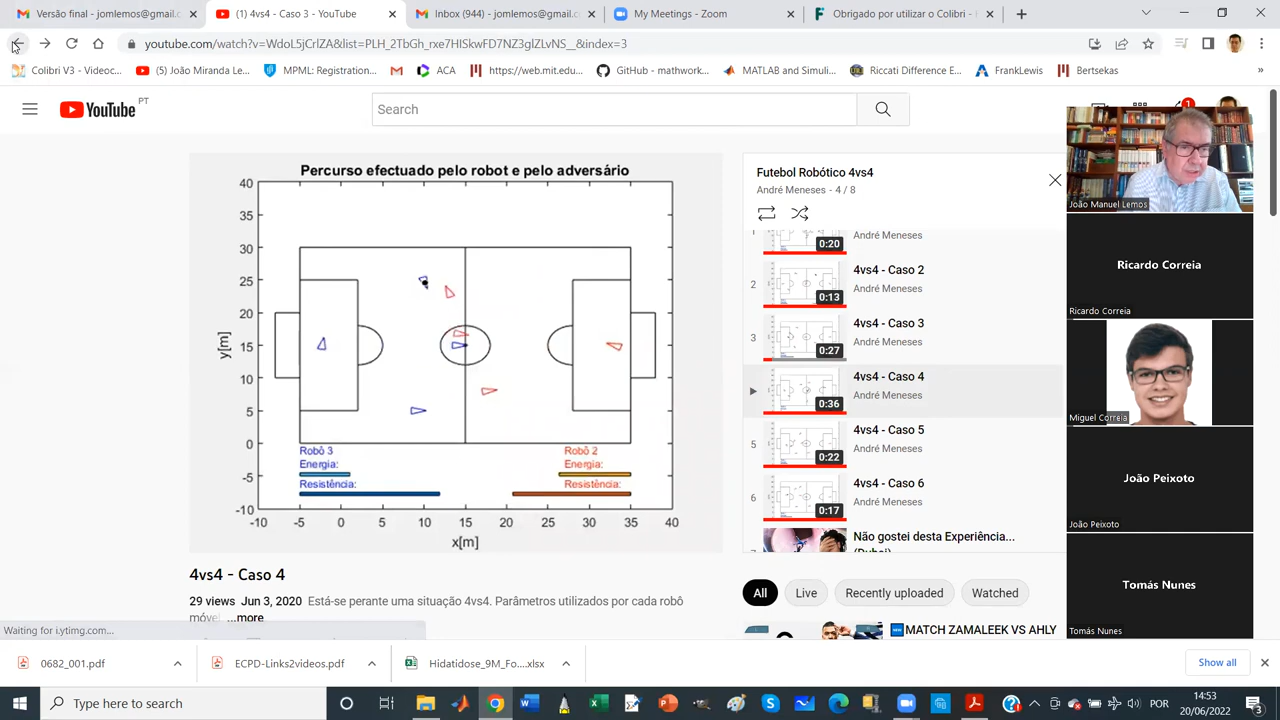 (1) 4vs4 - Caso 3 - YouTube
Inbox (944) - jomlemos@gmail.c
Zoom Meetings
Obrigado por utilizar o Colibri -
youtube.com/watch?v=
&index=3
Colibri V3 - Videoc...
(5) João Miranda Le...
MPML: Registration...
ACA
https://web.mit.edu...
GitHub - mathwork...
MATLAB and Simuli...
Riccati Difference E...
FrankLewis
Bertsekas
»
YouTube PT
Search
1
Percurso efectuado pelo robot e pelo adversário
40
35
30
25
20
15
10
5
0
-5
-10
y[m]
Robô 3
Energia:
Resistência:
Robô 2
Energia:
Resistência:
-10 -5 0 5 10 15 20 25 30 35 40
x[m]
4vs4 - Caso 4
29 views Jun 3, 2020 Está-se perante uma situação 4vs4. Parâmetros utilizados por cada robô
móvel ...more
Futebol Robótico 4vs4
André Meneses - 4 / 8
1
0:20
André Meneses
2
0:13
4vs4 - Caso 2
André Meneses
3
0:27
4vs4 - Caso 3
André Meneses
0:36
4vs4 - Caso 4
André Meneses
5
0:22
4vs4 - Caso 5
André Meneses
6
0:17
4vs4 - Caso 6
André Meneses
Não gostei desta Experiência...
(Dubai)
All
Live
Recently uploaded
Watched
MATCH ZAMALEEK VS AHLY
João Manuel Lemos
Ricardo Correia
Ricardo Correia
Miguel Correia
João Peixoto
João Peixoto
Tomás Nunes
Tomás Nunes
Waiting for i.ytimg.com...
0682_001.pdf
ECPD-Links2videos.pdf
Hidatidose_9M_Fo....xlsx
Show all
Type here to search
POR
14:53
20/06/2022
3